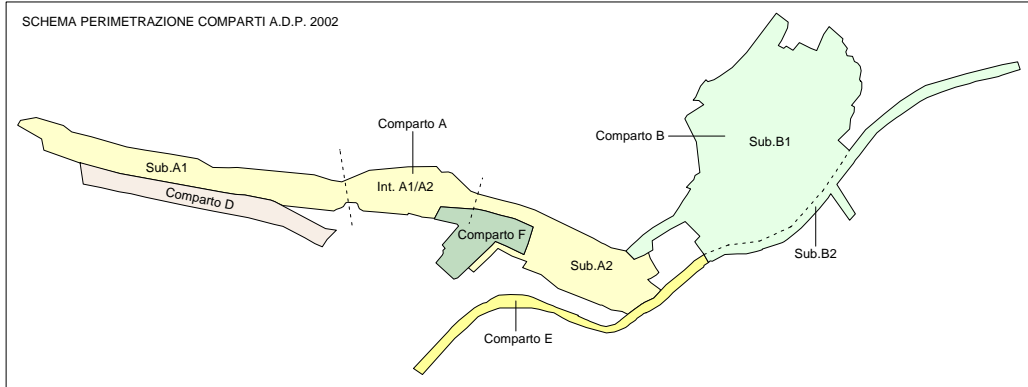 SCHEMA PERIMETRAZIONE COMPARTI A.D.P. 2002
Comparto A
Comparto B
Sub.B1
Sub.A1
Int. A1/A2
Comparto D
Comparto F
Sub.A2
Sub.B2
Comparto E